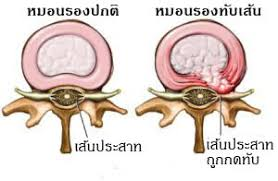 หมอนรองปกติ
หมอนรองทับเส้น
เส้นประสาท
เส้นประสาท
ถูกกดทับ